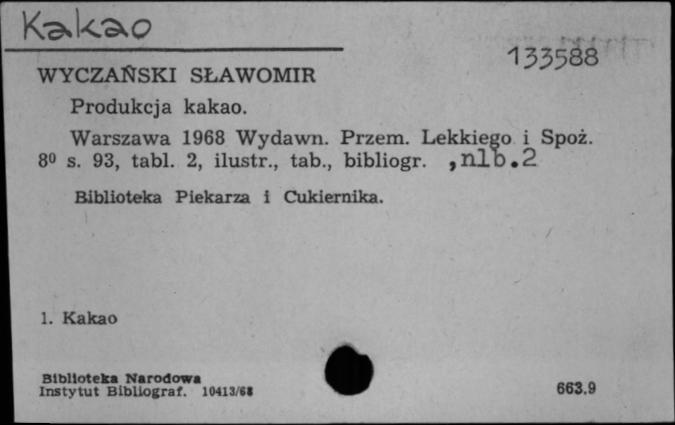 Kakao
133588
WYCZAŃSKI SŁAWOMIR
Produkcja kakao.
Warszawa 1968 Wydawn. Przem. Lekkiego i Spoż.
8⁰ s. 93, tabl. 2, ilustr., tab., bibliogr. ,nlb.2
Biblioteka Piekarza i Cukiernika.
1. Kakao
Biblioteka Narodowa
Instytut Bibliograf. 10413/68
663.9